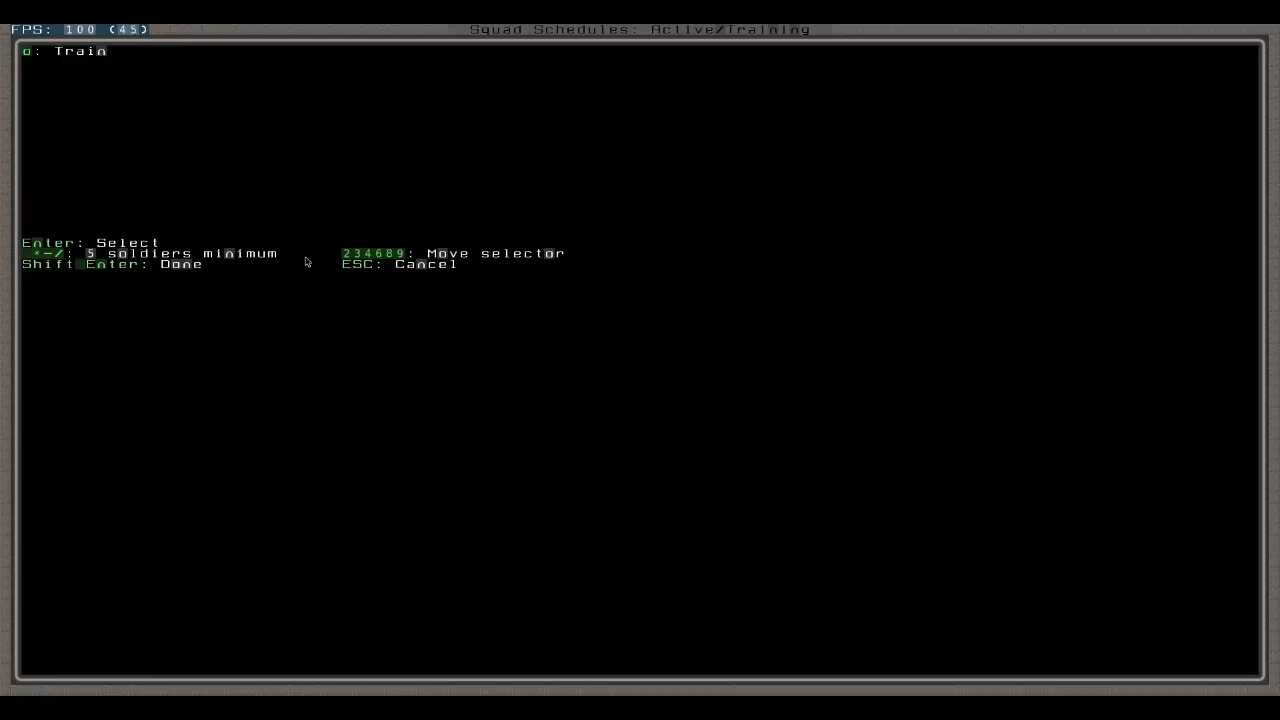 FPS: 100 (45)
Squad Schedules: Active/Training
o: Train
Enter: Select
*-/: 5 soldiers minimum 234689: Move selector
Shift Enter: Done ESC: Cancel